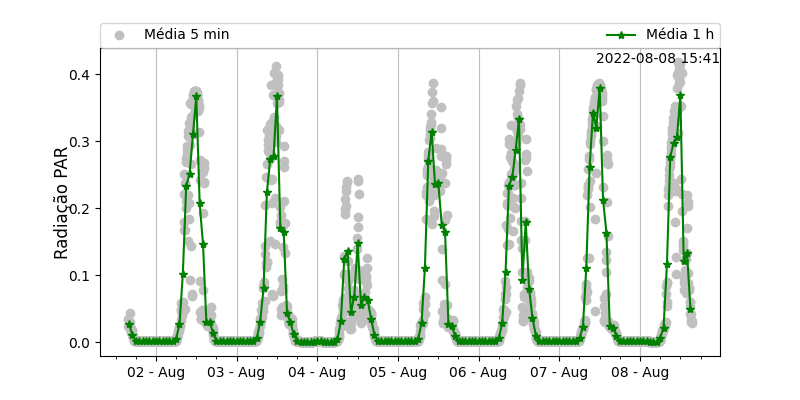 Média 5 min
Média 1 h
2022-08-08 15:41
Radiação PAR
0.4
0.3
0.2
0.1
0.0
02 - Aug
03 - Aug
04 - Aug
05 - Aug
06 - Aug
07 - Aug
08 - Aug